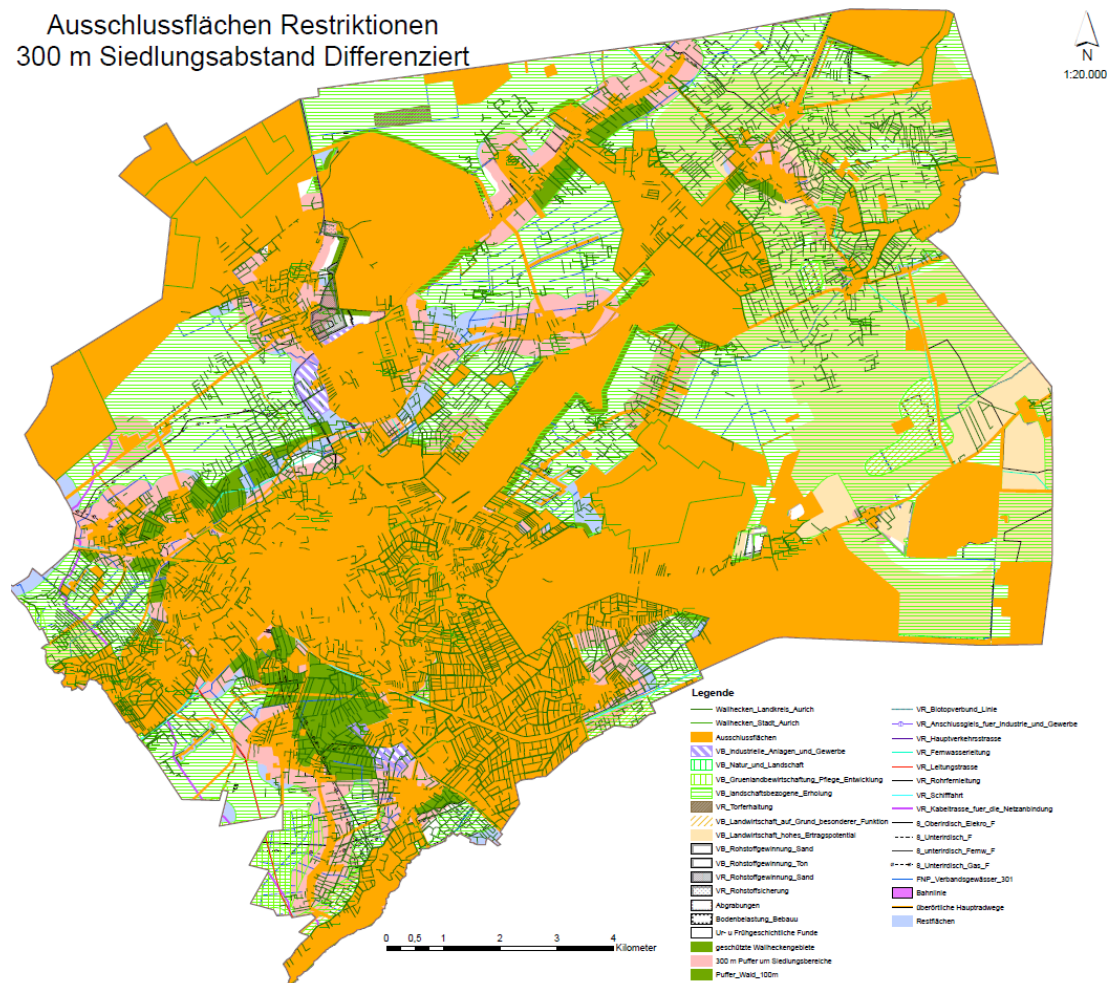 Ausschlussflächen Restriktionen
300 m Siedlungsabstand Differenziert
N
1:20.000
Legende
Wallhecken_Landkreis_Aurich
Wallhecken_Stadt_Aurich
Ausschlussflächen
VB_Industrielle_Anlagen_und_Gewerbe
VB_Natur_und_Landschaft
VB_Gruenlandbewirtschaftung_Pflege_Entwicklung
VB_landschaftsbezogene_Erholung
VR_Torferhaltung
VB_Landwirtschaft_auf_Grund_besonderer_Funktion
VB_Landwirtschaft_hohes_Ertragspotential
VB_Rohstoffgewinnung_Sand
VB_Rohstoffgewinnung_Ton
VR_Rohstoffgewinnung_Sand
VR_Rohstoffsicherung
Abgrabungen
Bodenbelastung_Bebauu
Ur- u Frühgeschichtliche Funde
geschützte Wallheckengebiete
300 m Puffer um Siedlungsbereiche
Puffer_Wald_100m
VR_Biotopverbund_Linie
VR_Anschlussgleis_fuer_Industrie_und_Gewerbe
VR_Hauptverkehrsstrasse
VR_Fernwasserleitung
VR_Leitungstrasse
VR_Rohrfernleitung
VR_Schifffahrt
VR_Kabeltrasse_fuer_die_Netzanbindung
8_Oberirdisch_Elekro_F
8_Unterirdisch_F
8_unterirdisch_Fernw_F
8_Unterirdisch_Gas_F
FNP_Verbandsgewässer_301
Bahnlinie
überörtliche Hauptradwege
Restflächen
0 0,5 1 2 3 4
Kilometer